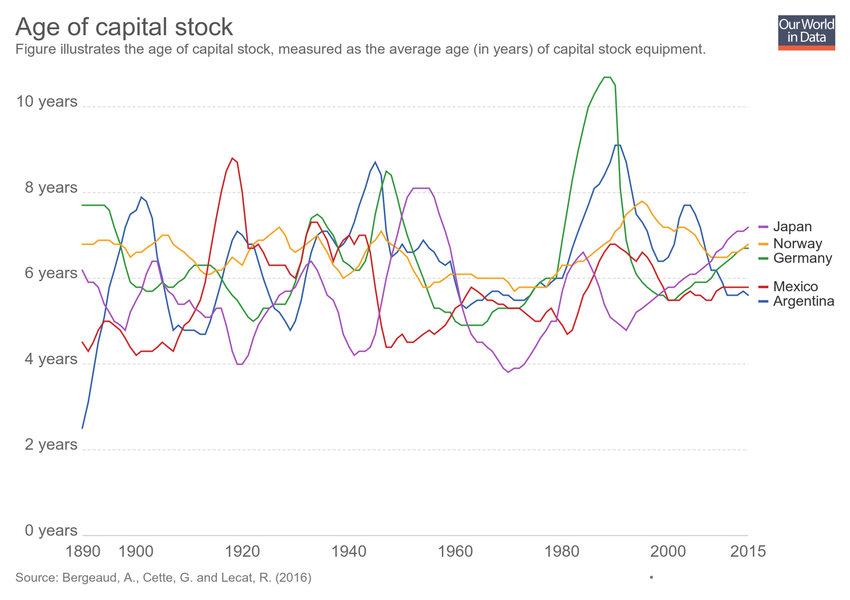 Age of capital stock
Figure illustrates the age of capital stock, measured as the average age (in years) of capital stock equipment.
Our World
in Data
10 years
8 years
6 years
4 years
2 years
0 years
1890 1900 1920 1940 1960 1980 2000 2015
Japan
Norway
Germany
Mexico
Argentina
Source: Bergeaud, A., Cette, G. and Lecat, R. (2016)